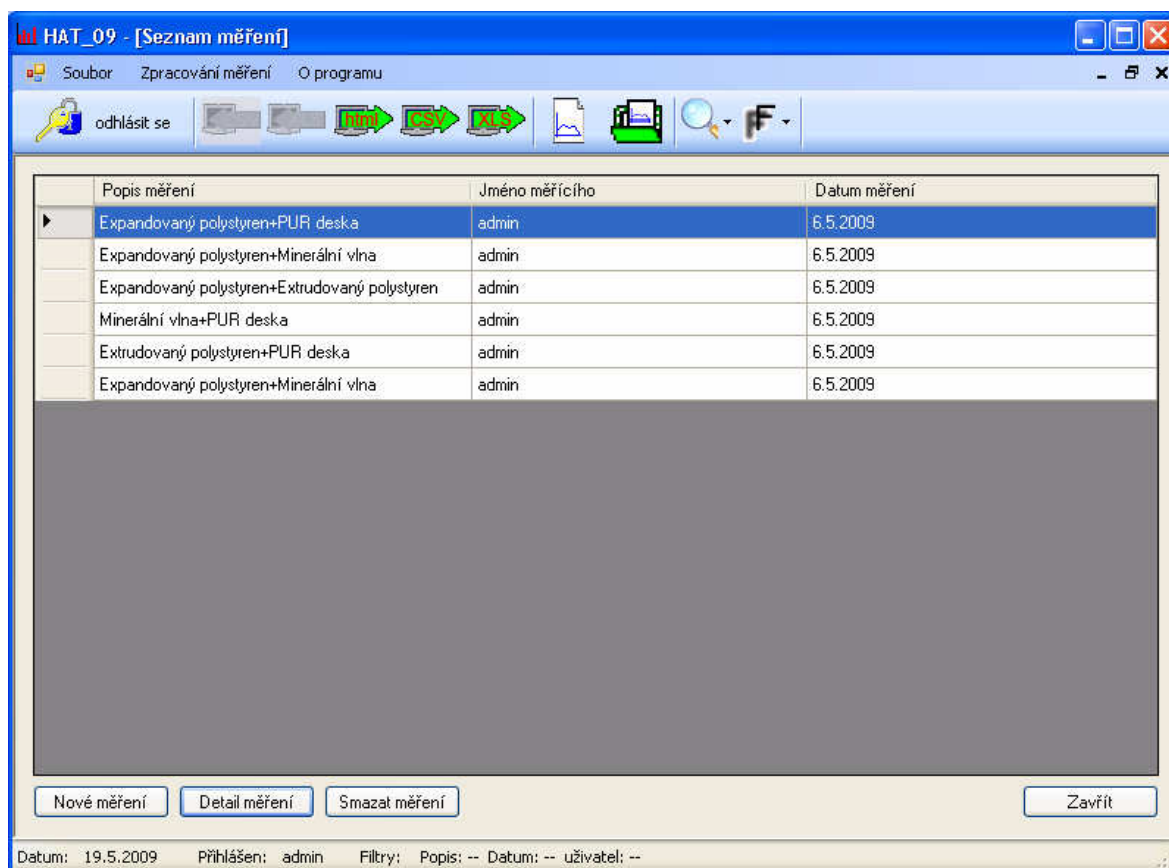 HAT_09 - [Seznam měření]
Soubor Zpracování měření O programu
odhlásit se html CSV XLS
Popis měření Jméno měřícího Datum měření
Expandovaný polystyren+PUR deska admin 6.5.2009
Expandovaný polystyren+Minerální vlna admin 6.5.2009
Expandovaný polystyren+Extrudovaný polystyren admin 6.5.2009
Minerální vlna+PUR deska admin 6.5.2009
Extrudovaný polystyren+PUR deska admin 6.5.2009
Expandovaný polystyren+Minerální vlna admin 6.5.2009
Nové měření Detail měření Smazat měření Zavřít
Datum: 19.5.2009 Přihlášen: admin Filtry: Popis: -- Datum: -- uživatel: --